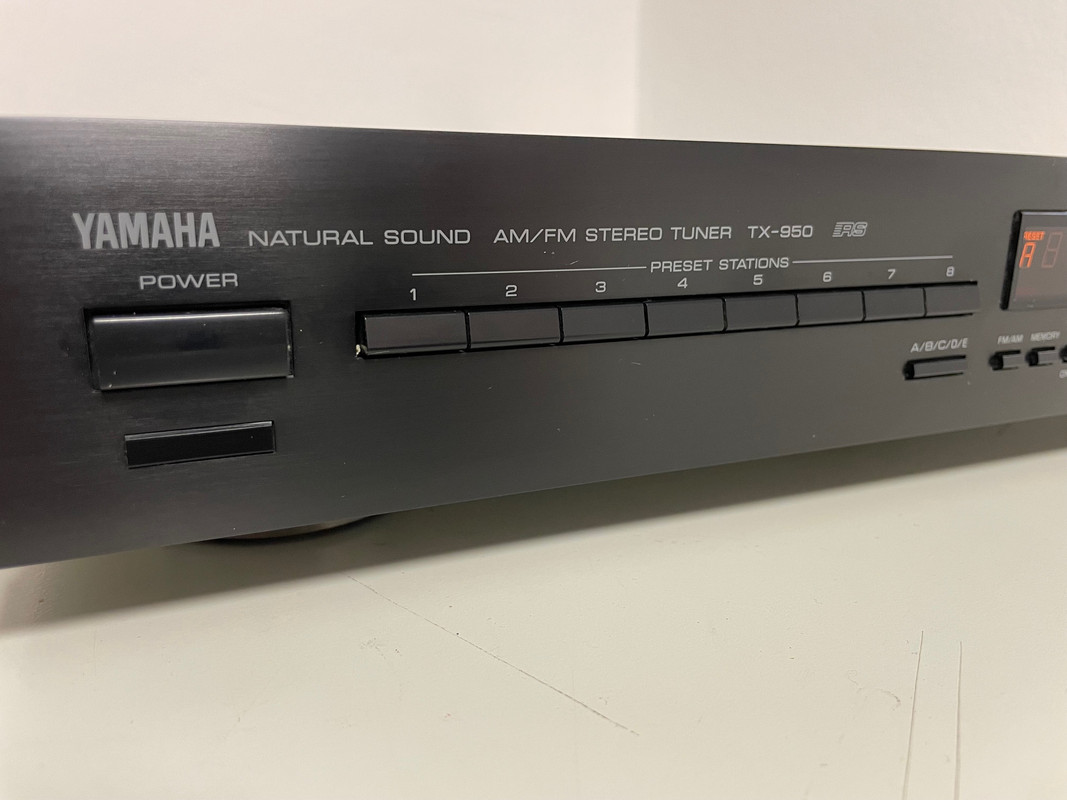 YAMAHA NATURAL SOUND AM/FM STEREO TUNER TX-950 RS
POWER
PRESET STATIONS
1 2 3 4 5 6 7 8
A
A/B/C/D/E FM/AM MEMORY